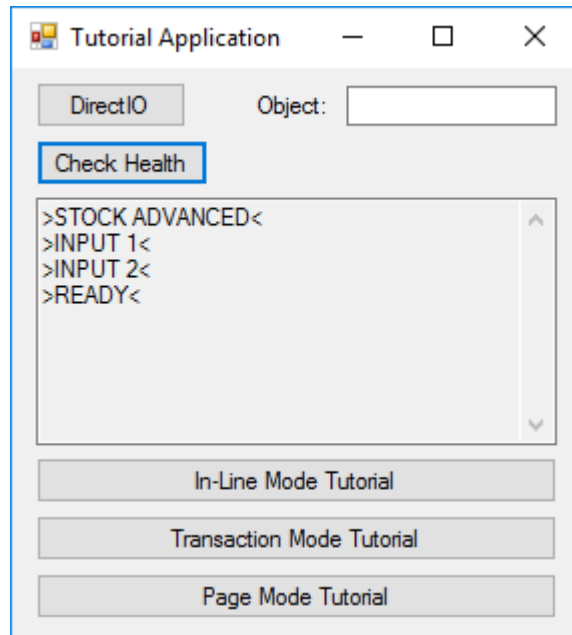 Tutorial Application
DirectIO Object:
Check Health
>STOCK ADVANCED<
>INPUT 1<
>INPUT 2<
>READY<
In-Line Mode Tutorial
Transaction Mode Tutorial
Page Mode Tutorial